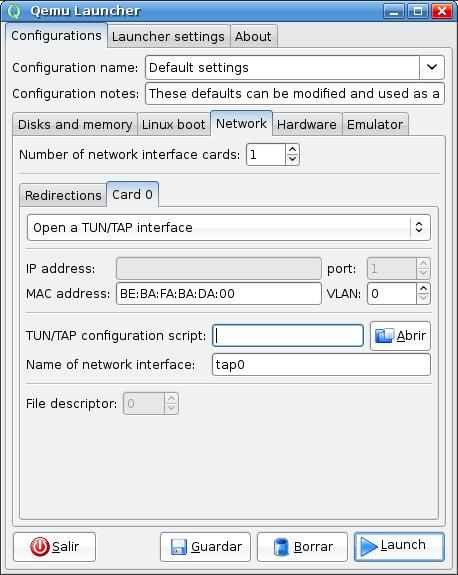 Qemu Launcher
Configurations Launcher settings About
Configuration name: Default settings
Configuration notes: These defaults can be modified and used as a
Disks and memory Linux boot Network Hardware Emulator
Number of network interface cards: 1
Redirections Card 0
Open a TUN/TAP interface
IP address: port: 1
MAC address: BE:BA:FA:BA:DA:00 VLAN: 0
TUN/TAP configuration script: Abrir
Name of network interface: tap0
File descriptor: 0
Salir Guardar Borrar Launch